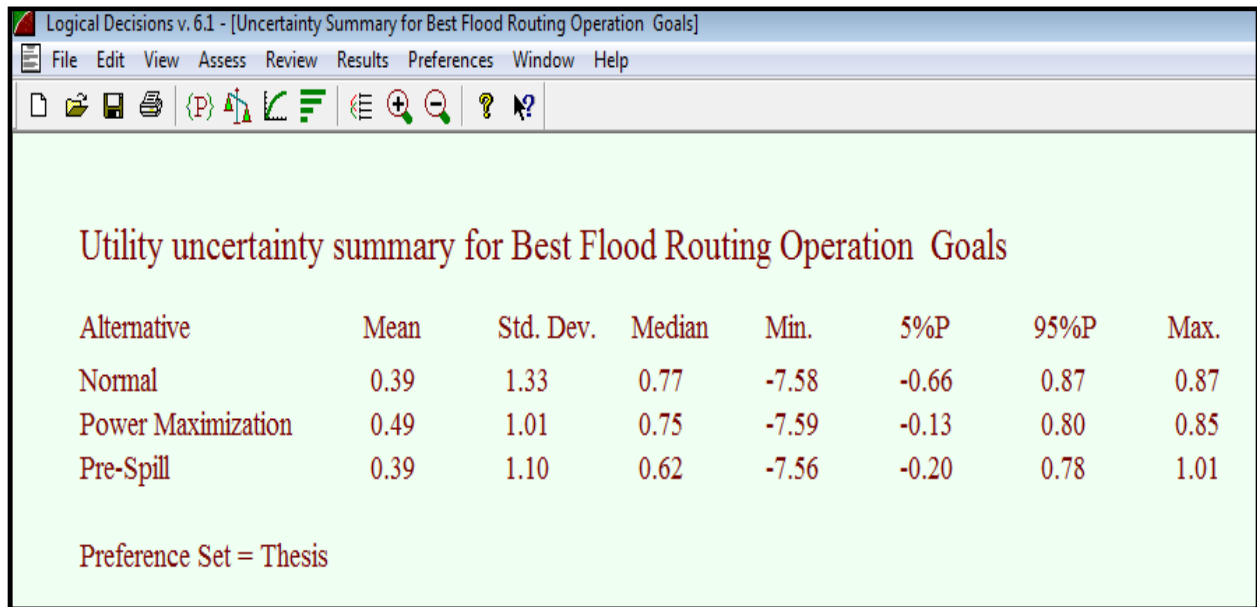 Logical Decisions v. 6.1 - [Uncertainty Summary for Best Flood Routing Operation  Goals]
File Edit View Assess Review Results Preferences Window Help
{P}
Utility uncertainty summary for Best Flood Routing Operation  Goals
Alternative Mean Std. Dev. Median Min. 5%P 95%P Max.
Normal 0.39 1.33 0.77 -7.58 -0.66 0.87 0.87
Power Maximization 0.49 1.01 0.75 -7.59 -0.13 0.80 0.85
Pre-Spill 0.39 1.10 0.62 -7.56 -0.20 0.78 1.01
Preference Set = Thesis